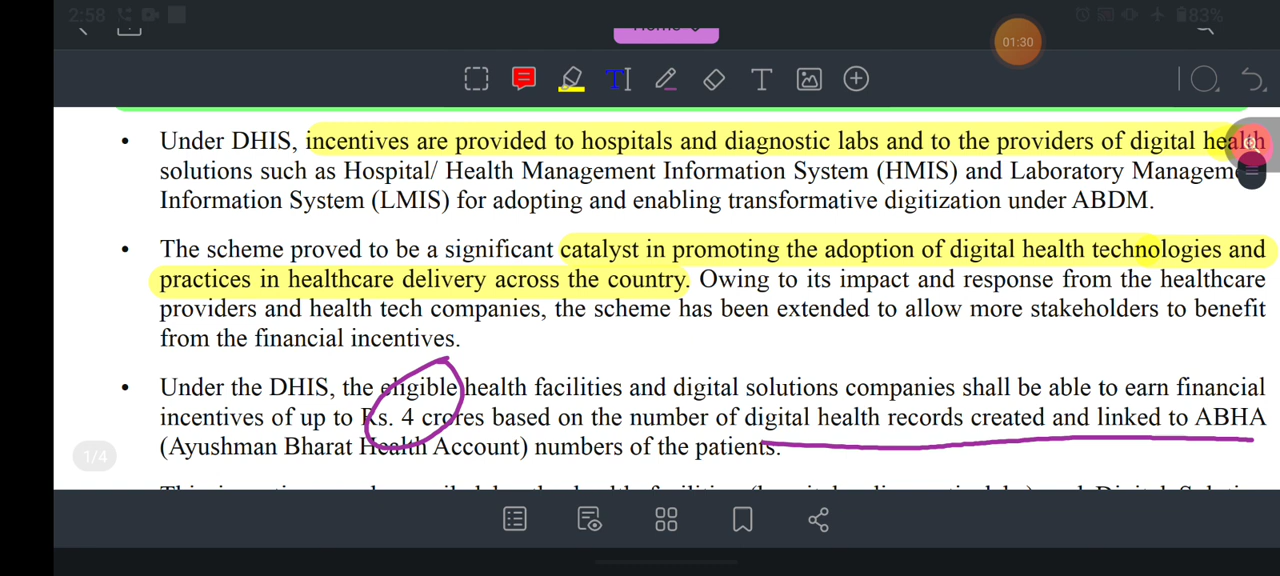 2:58
83%
Home
01:30
T
• Under DHIS, incentives are provided to hospitals and diagnostic labs and to the providers of digital health
solutions such as Hospital/ Health Management Information System (HMIS) and Laboratory Management
Information System (LMIS) for adopting and enabling transformative digitization under ABDM.
• The scheme proved to be a significant catalyst in promoting the adoption of digital health technologies and
practices in healthcare delivery across the country. Owing to its impact and response from the healthcare
providers and health tech companies, the scheme has been extended to allow more stakeholders to benefit
from the financial incentives.
• Under the DHIS, the eligible health facilities and digital solutions companies shall be able to earn financial
incentives of up to Rs. 4 crores based on the number of digital health records created and linked to ABHA
(Ayushman Bharat Health Account) numbers of the patients.
1/4